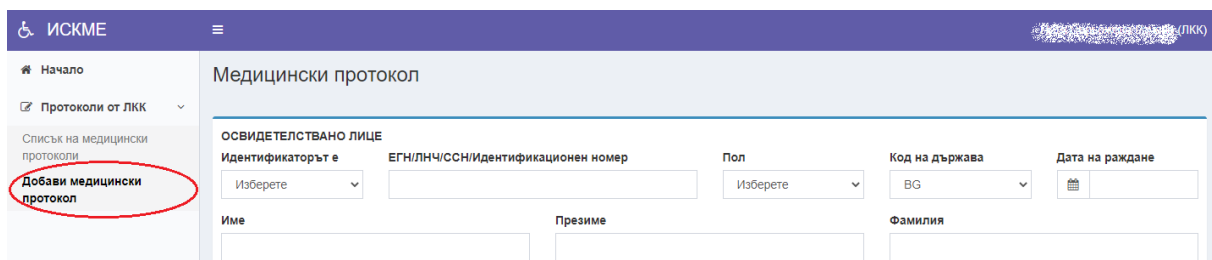 ИСКМЕ
(ЛКК)
Начало
Медицински протокол
Протоколи от ЛКК
Списък на медицински
протоколи
Добави медицински
протокол
ОСВИДЕТЕЛСТВАНО ЛИЦЕ
Идентификаторът е ЕГН/ЛНЧ/ССН/Идентификационен номер Пол Код на държава Дата на раждане
Изберете Изберете BG
Име Презиме Фамилия